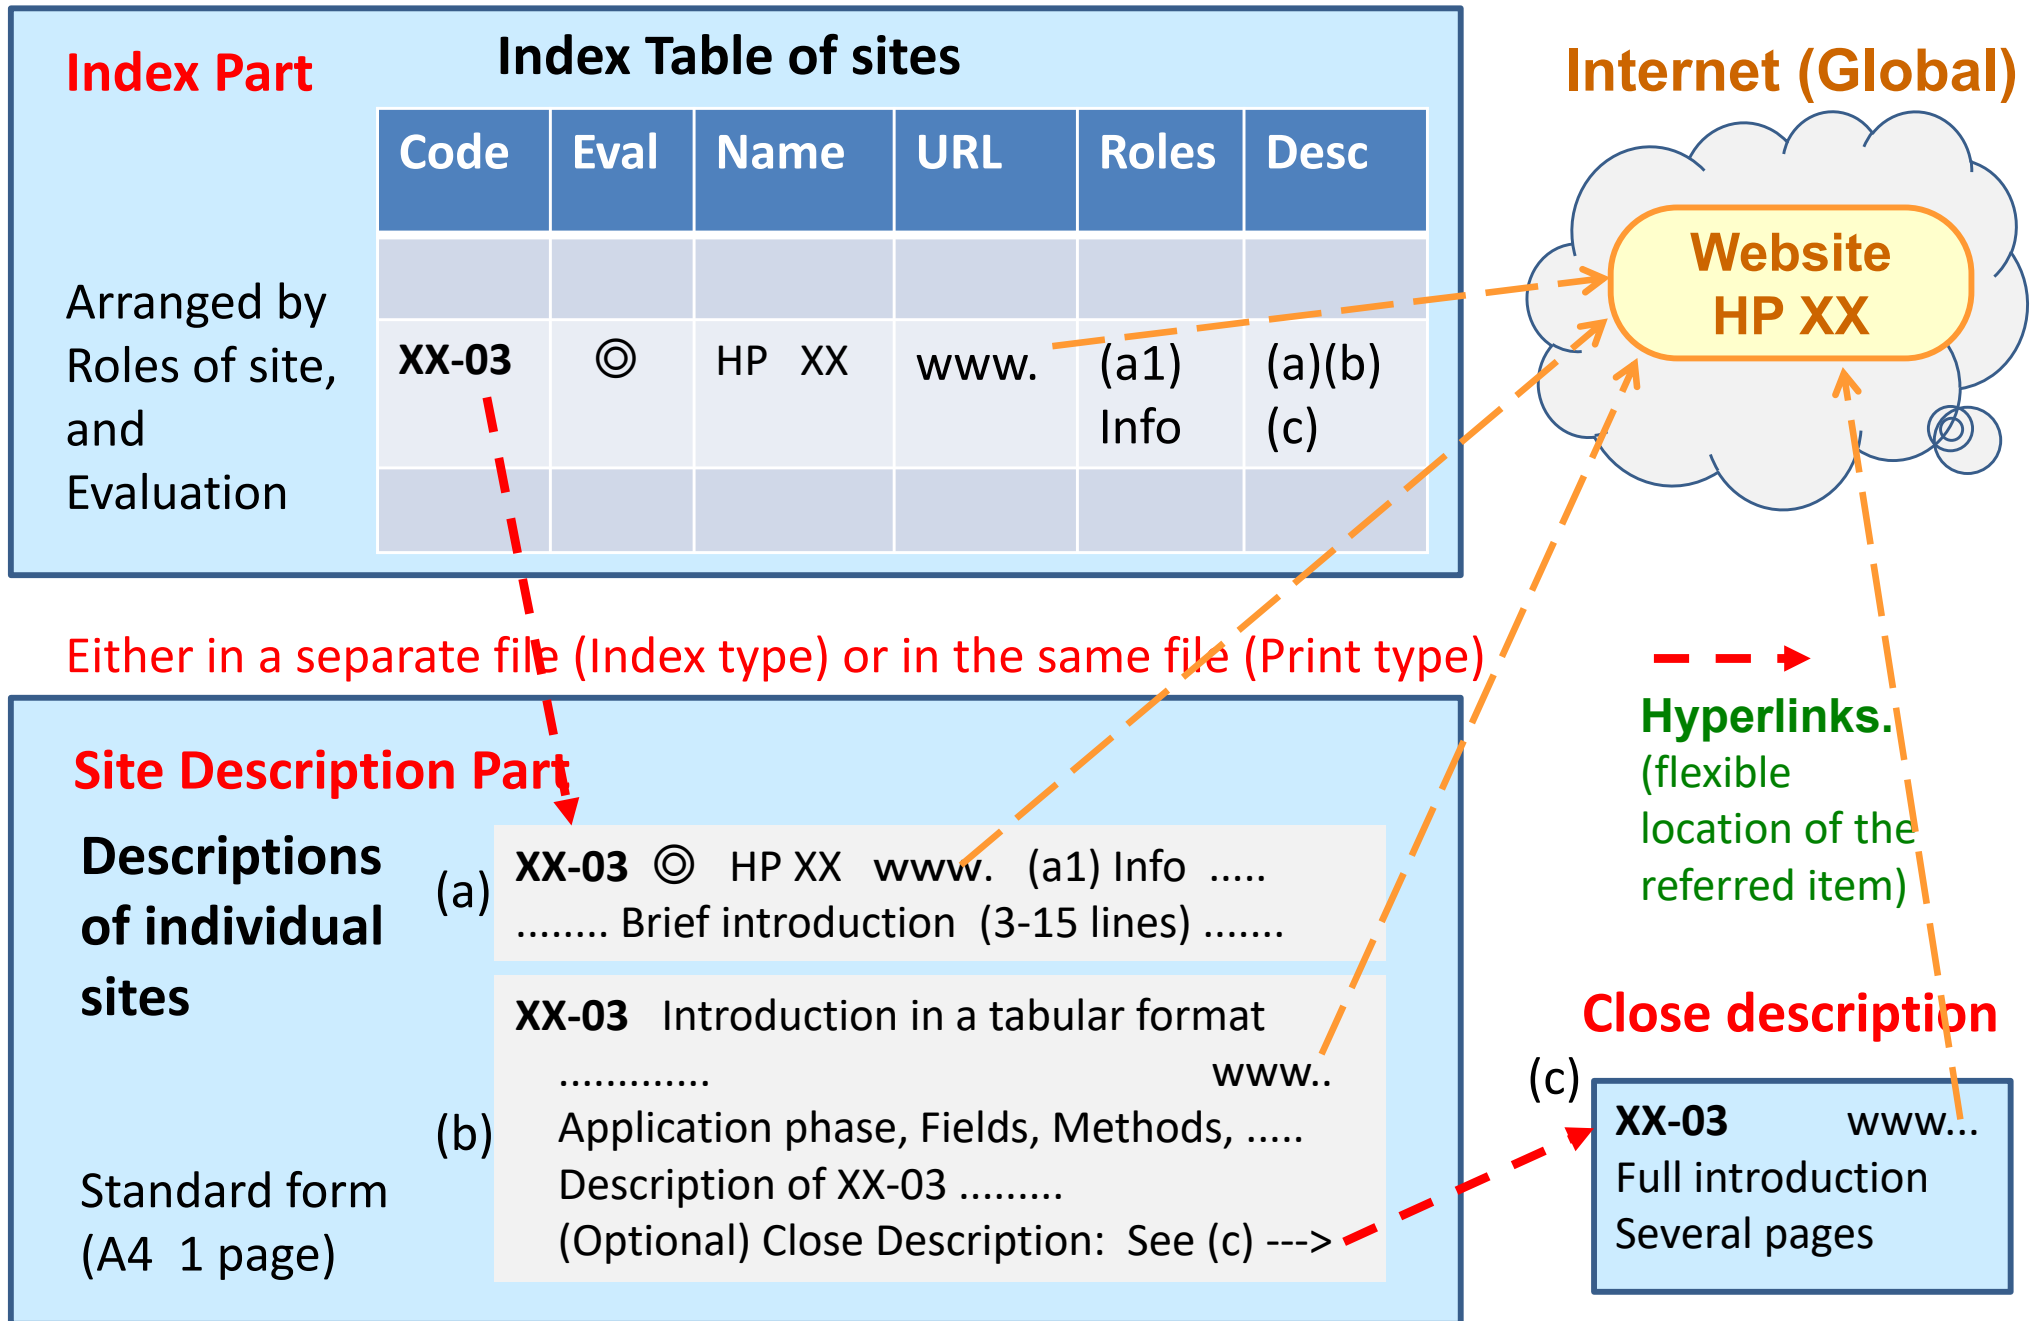 Index Part
Index Table of sites
Code Eval Name URL Roles Desc
XX-03 ◎ HP XX www. (a1) (a)(b)
Info (c)
Arranged by
Roles of site,
and
Evaluation
Internet (Global)
Website
HP XX
Either in a separate file (Index type) or in the same file (Print type)
Hyperlinks.
(flexible
location of the
referred item)
Site Description Part
Descriptions
of individual
sites
Standard form
(A4 1 page)
(a)
XX-03 ◎ HP XX www. (a1) Info .....
........ Brief introduction (3-15 lines) .......
(b)
XX-03 Introduction in a tabular format
............. www..
Application phase, Fields, Methods, .....
Description of XX-03 .........
(Optional) Close Description: See (c) --->
Close description
(c)
XX-03 www...
Full introduction
Several pages